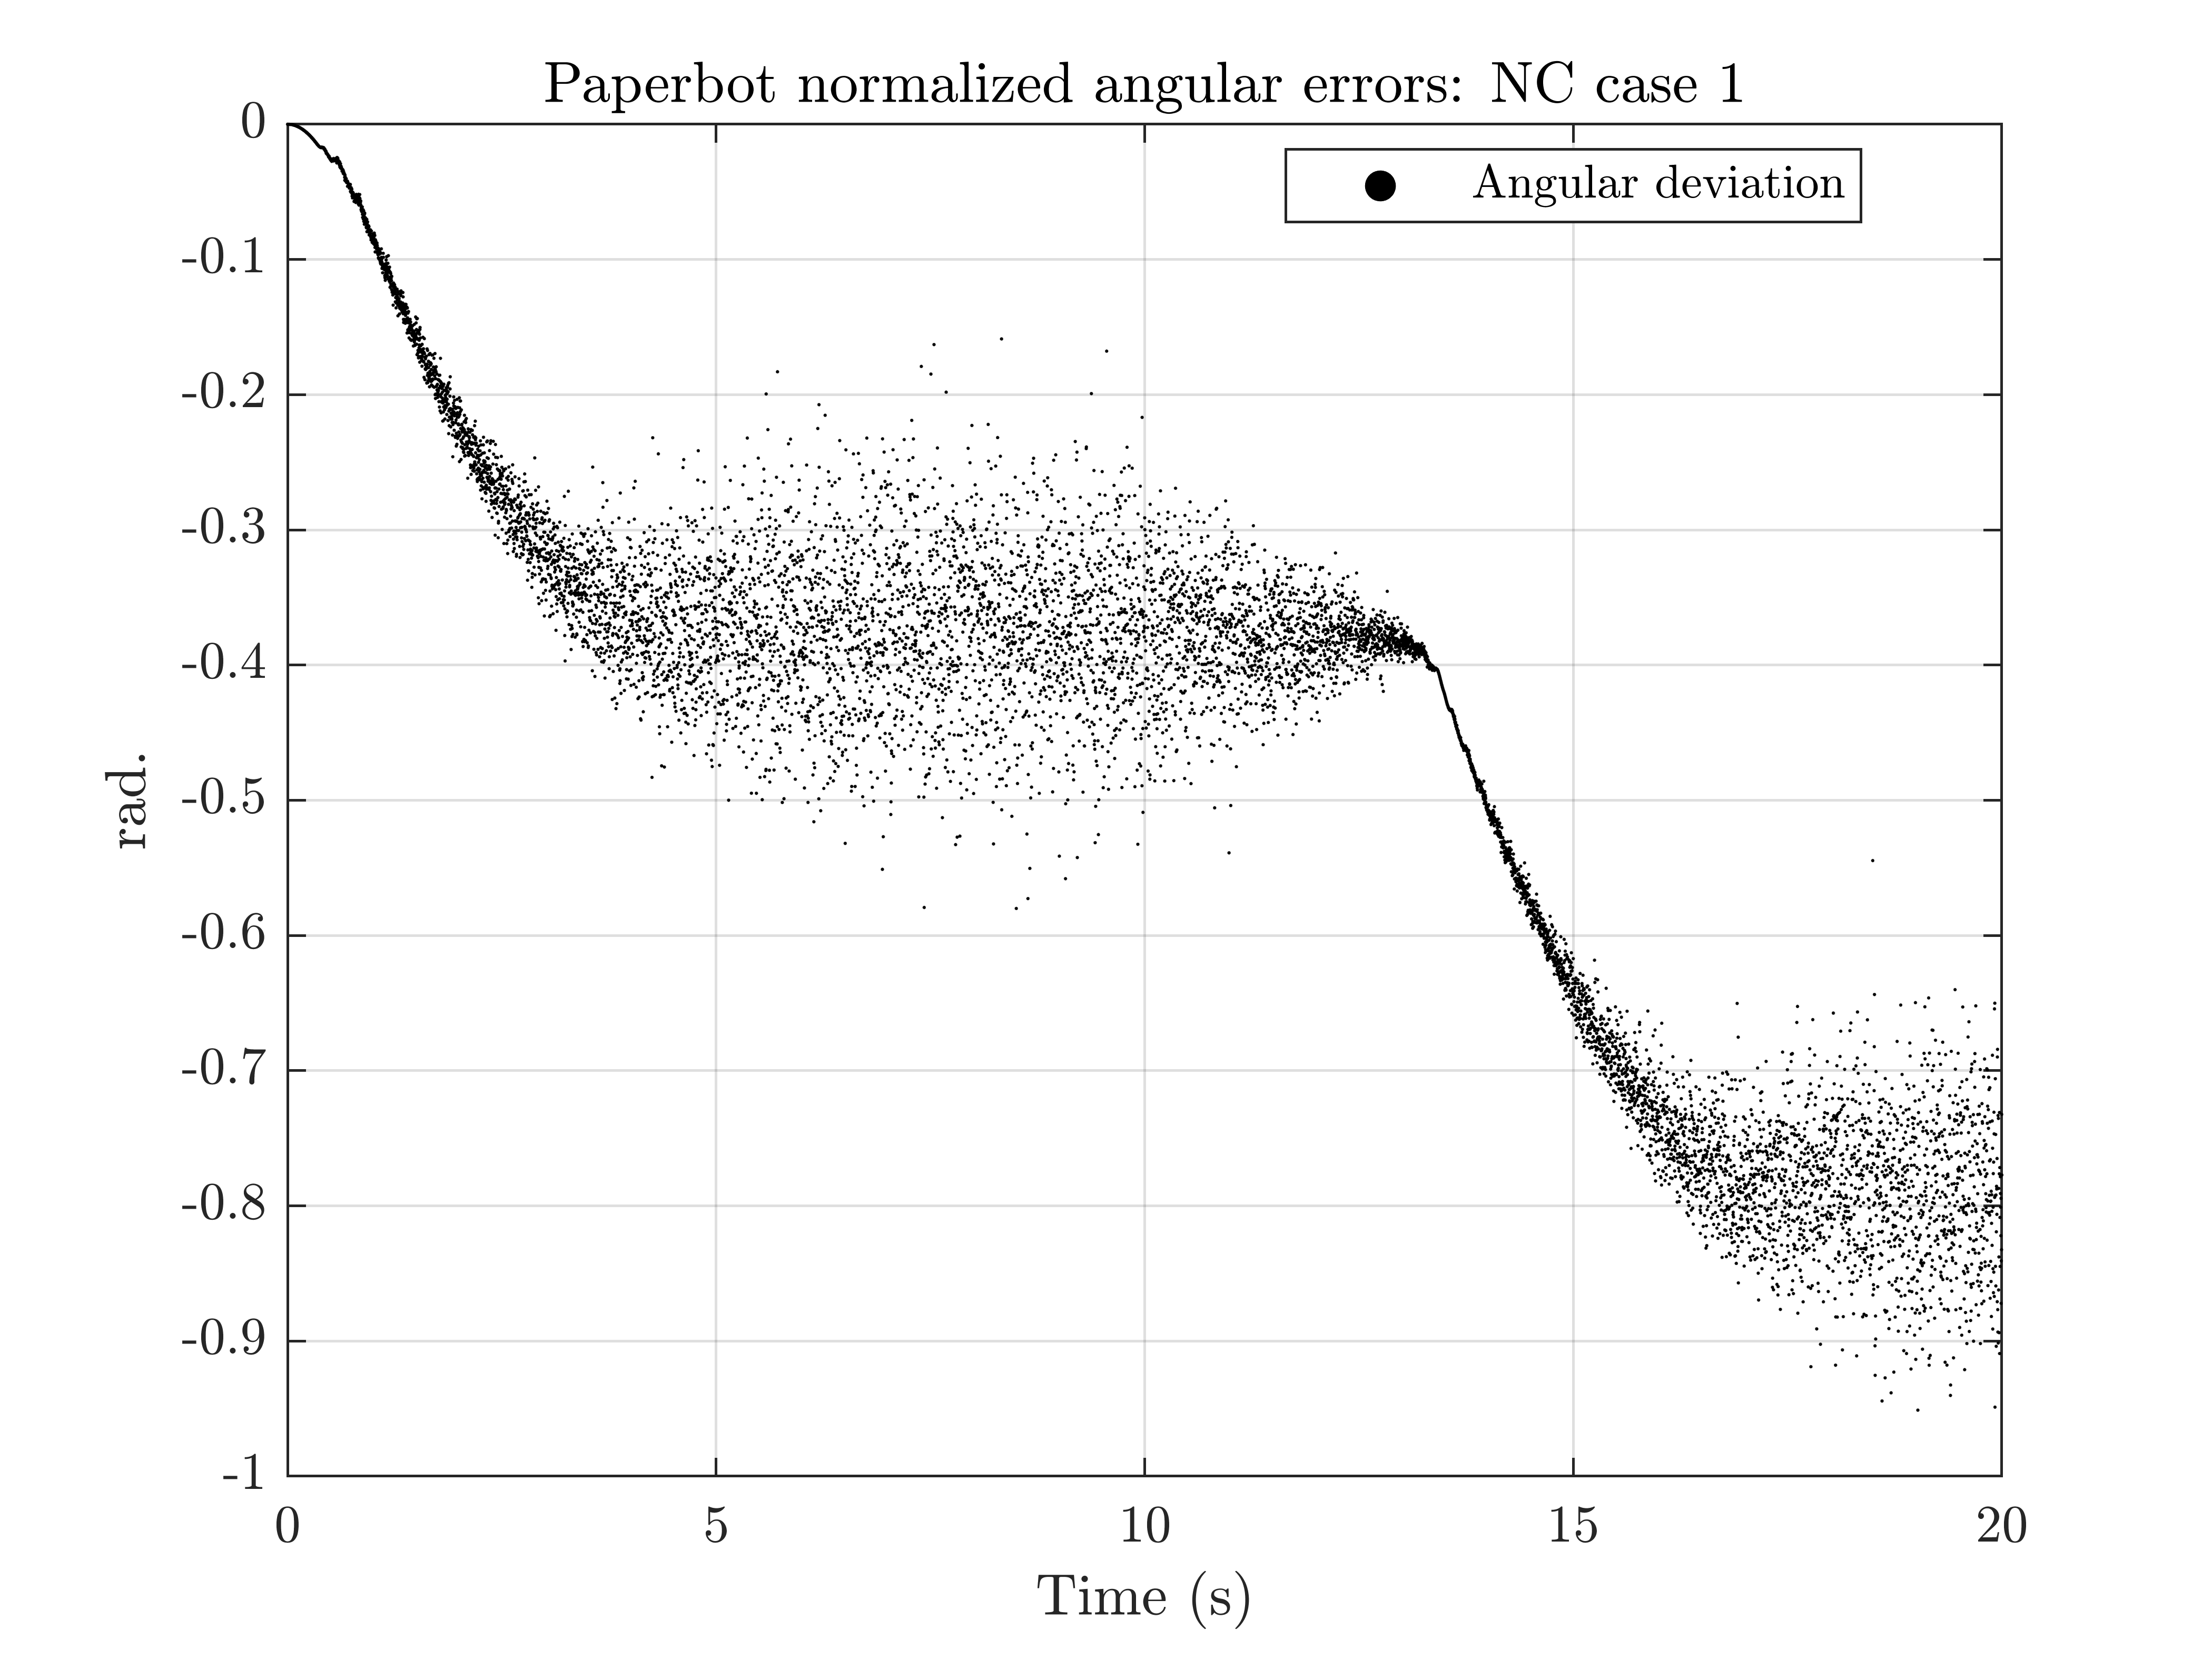 Paperbot normalized angular errors: NC case 1
Angular deviation
0
-0.1
-0.2
-0.3
-0.4
-0.5
-0.6
-0.7
-0.8
-0.9
-1
rad.
0 5 10 15 20
Time (s)